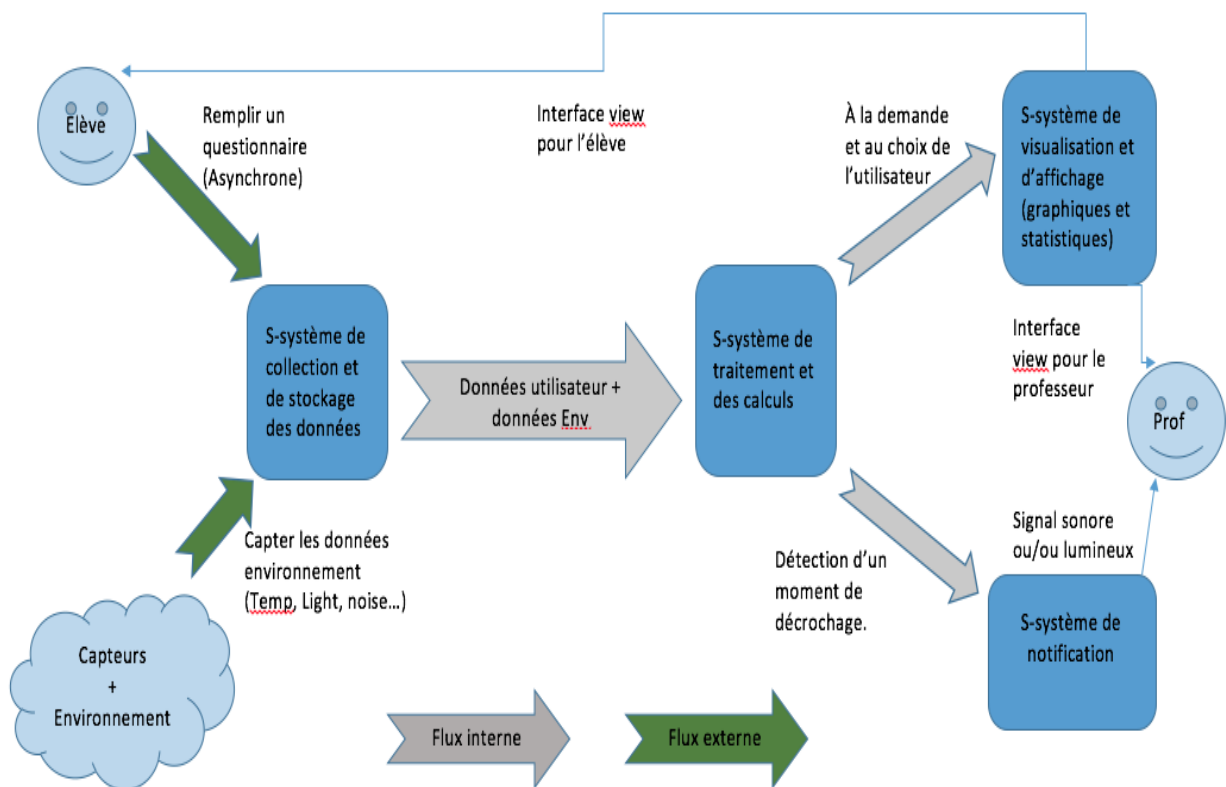 Elève
Remplir un
questionnaire
(Asynchrone)
Interface view
pour l’élève
À la demande
et au choix de
l’utilisateur
S-système de
visualisation et
d’affichage
(graphiques et
statistiques)
S-système de
collection et
de stockage
des données
Données utilisateur +
données Env
S-système de
traitement et
des calculs
Interface
view pour le
professeur
Prof
Capter les données
environnement
(Temp, Light, noise…)
Détection d’un
moment de
décrochage.
Signal sonore
ou/ou lumineux
S-système de
notification
Capteurs
+
Environnement
Flux interne
Flux externe